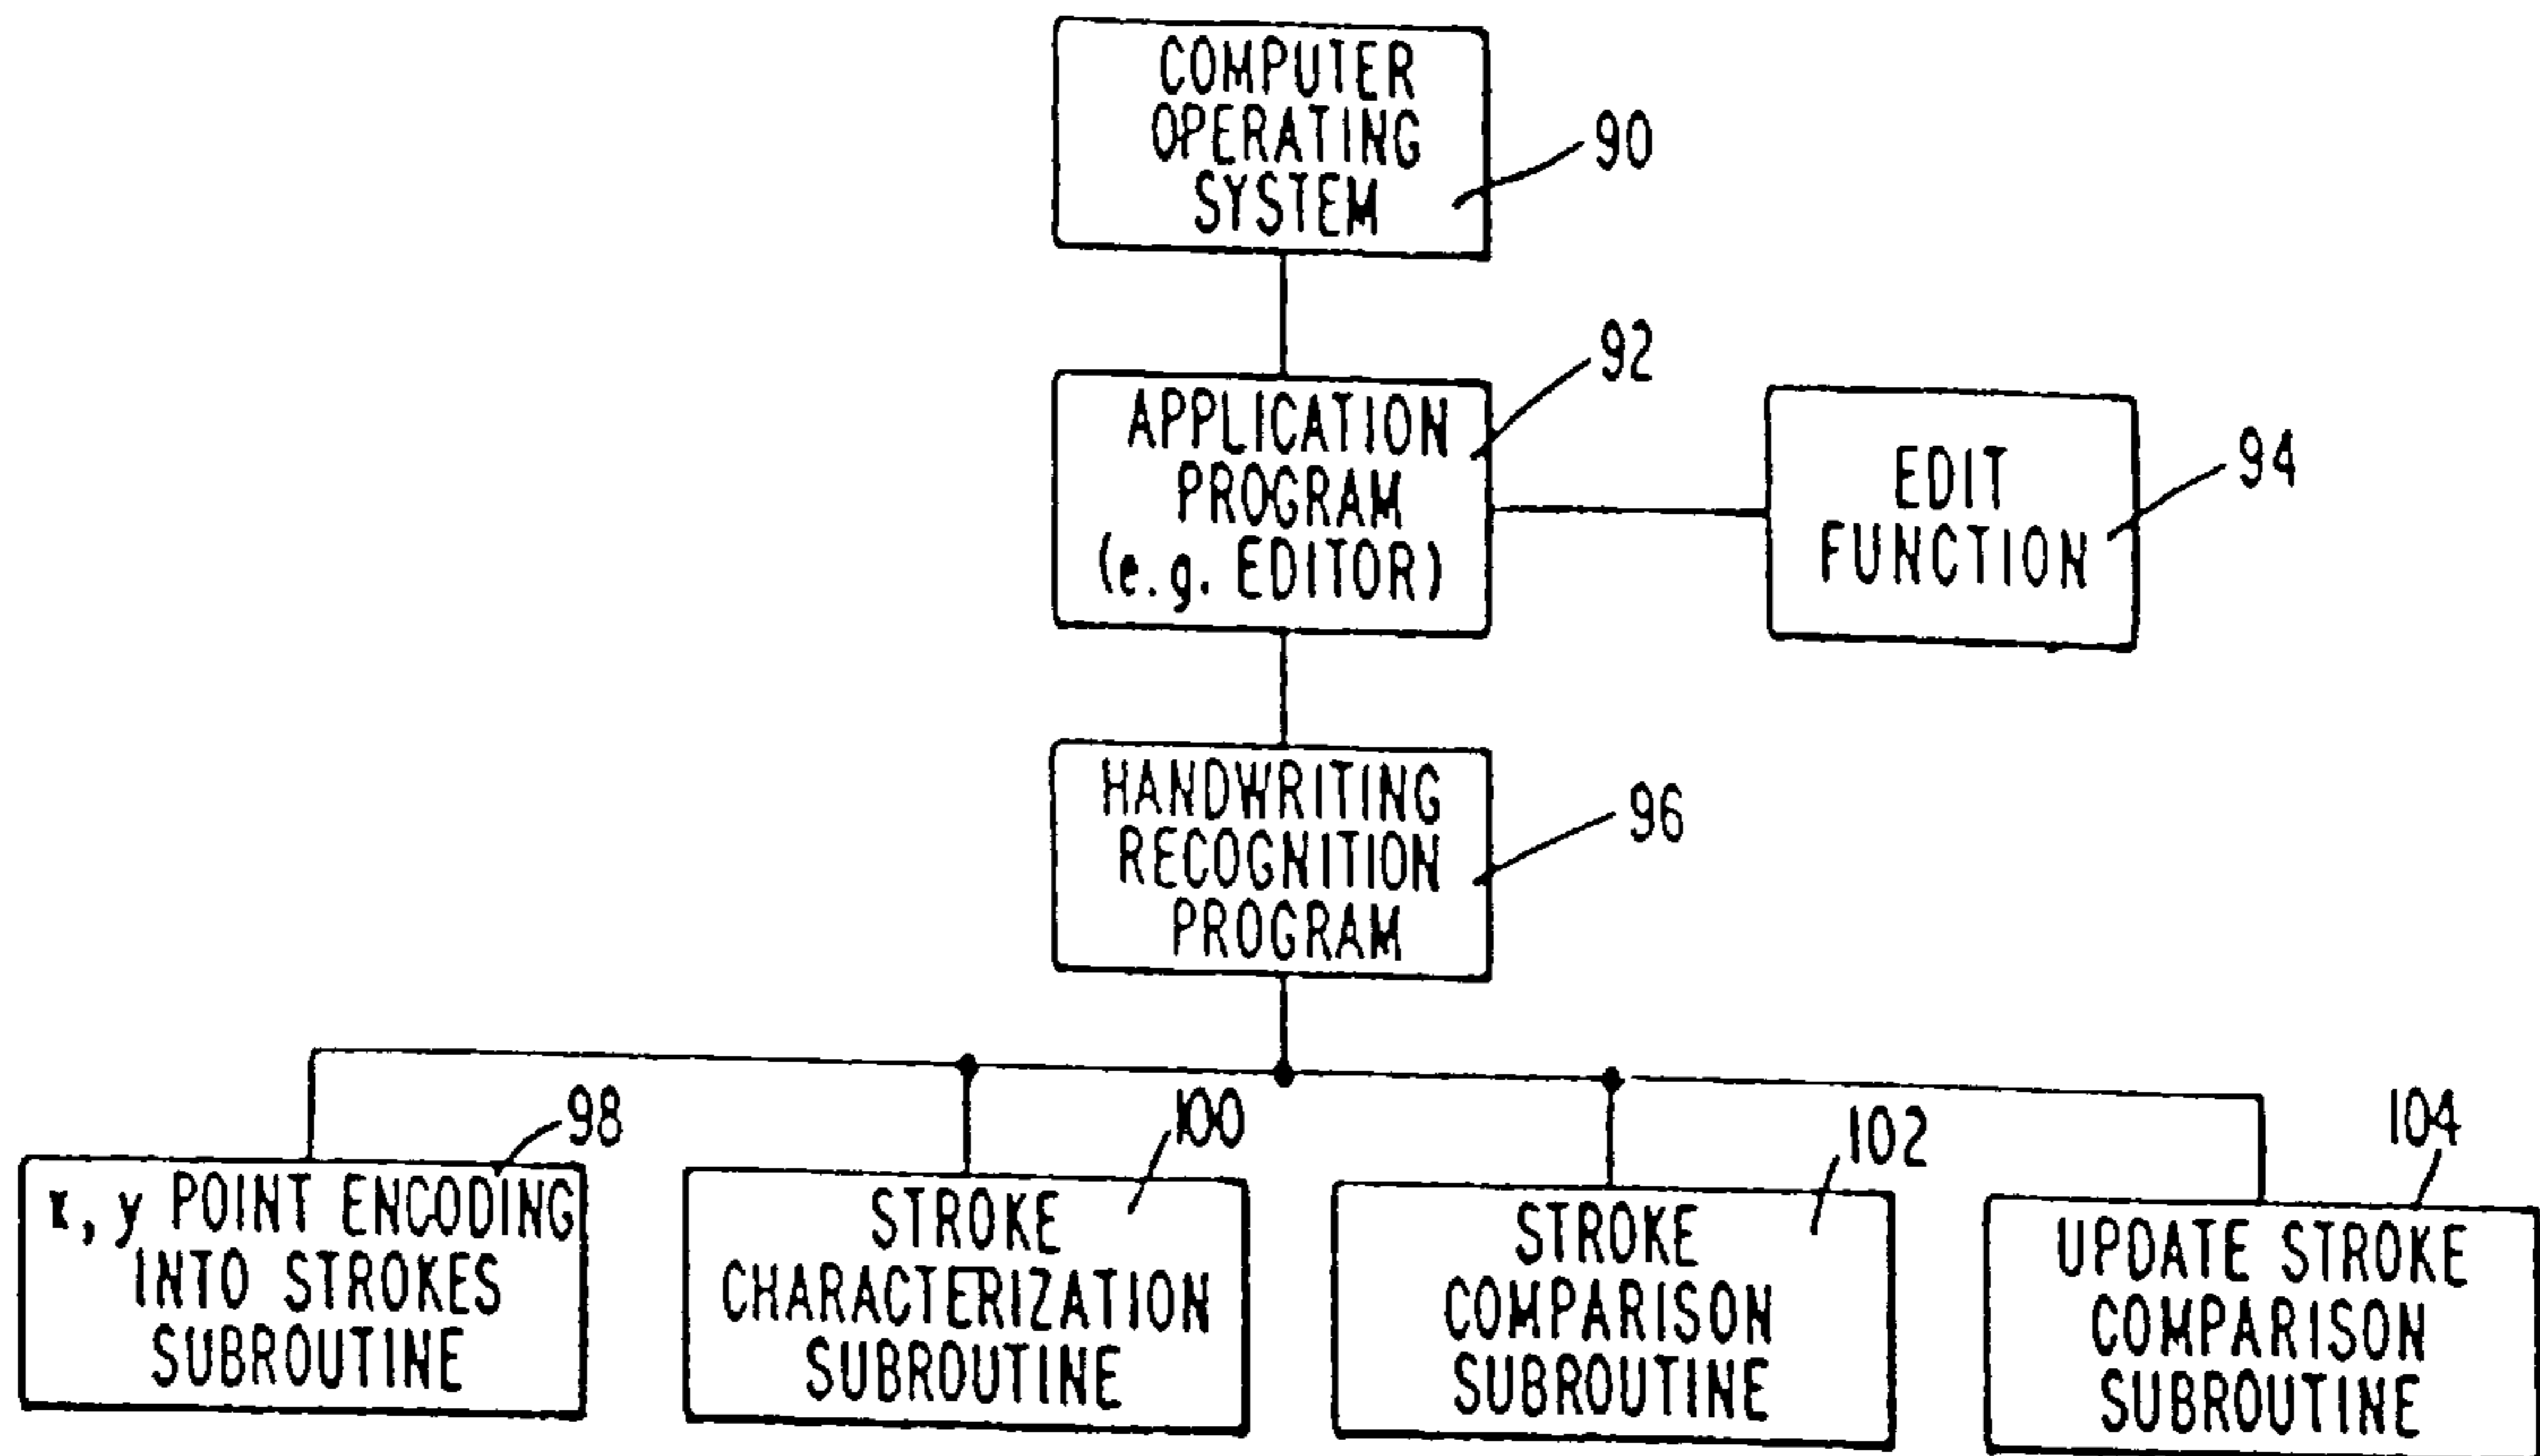 COMPUTER
OPERATING
SYSTEM
90
APPLICATION
PROGRAM
(e.g. EDITOR)
92
EDIT
FUNCTION
94
HANDWRITING
RECOGNITION
PROGRAM
96
x, y POINT ENCODING
INTO STROKES
SUBROUTINE
98
STROKE
CHARACTERIZATION
SUBROUTINE
100
STROKE
COMPARISON
SUBROUTINE
102
UPDATE STROKE
COMPARISON
SUBROUTINE
104